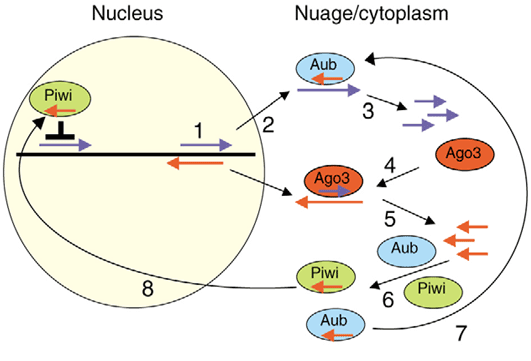 Nucleus
Nuage/cytoplasm
Aub
Piwi
1
2
3
4
Ago3
Ago3
5
Aub
6
Piwi
Piwi
8
Aub
7